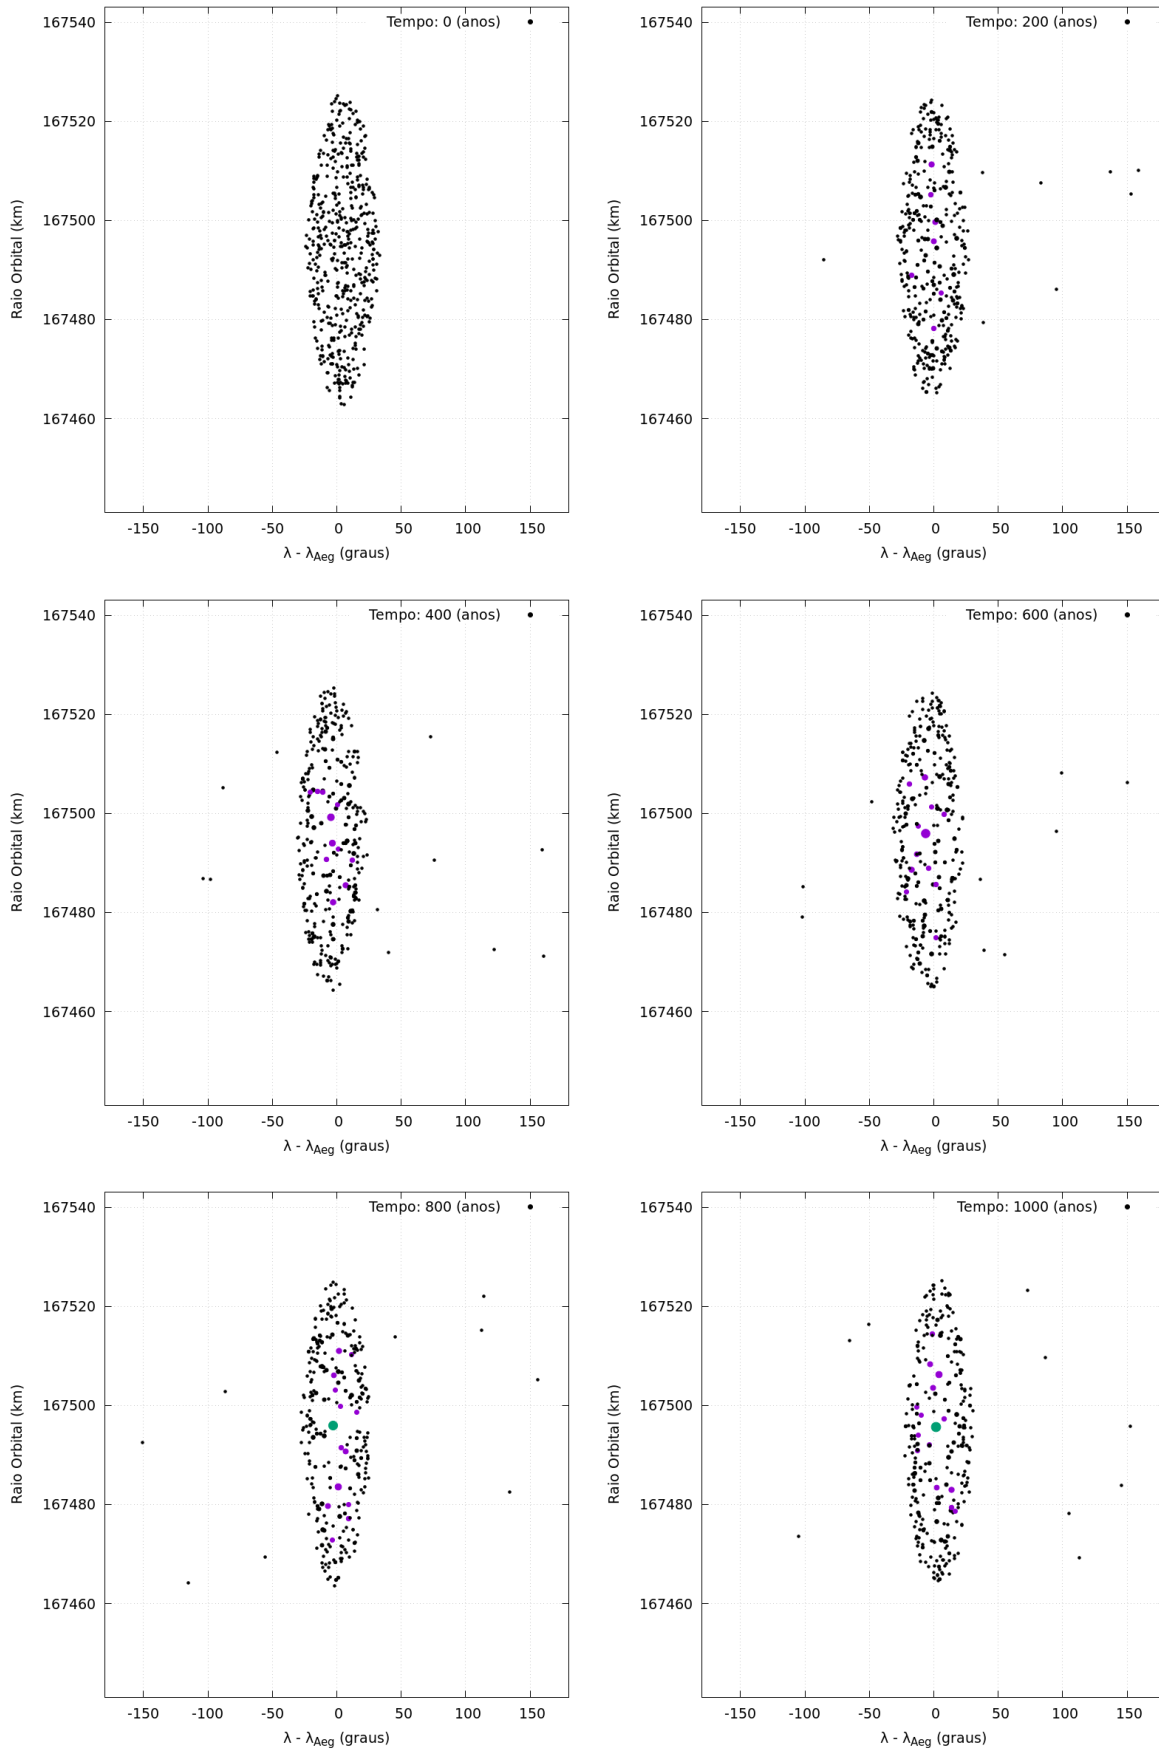 Tempo: 0 (anos)
Raio Orbital (km)
167540
167520
167500
167480
167460
-150 -100 -50 0 50 100 150
λ - λAeg (graus)
Tempo: 200 (anos)
Raio Orbital (km)
167540
167520
167500
167480
167460
-150 -100 -50 0 50 100 150
λ - λAeg (graus)
Tempo: 400 (anos)
Raio Orbital (km)
167540
167520
167500
167480
167460
-150 -100 -50 0 50 100 150
λ - λAeg (graus)
Tempo: 600 (anos)
Raio Orbital (km)
167540
167520
167500
167480
167460
-150 -100 -50 0 50 100 150
λ - λAeg (graus)
Tempo: 800 (anos)
Raio Orbital (km)
167540
167520
167500
167480
167460
-150 -100 -50 0 50 100 150
λ - λAeg (graus)
Tempo: 1000 (anos)
Raio Orbital (km)
167540
167520
167500
167480
167460
-150 -100 -50 0 50 100 150
λ - λAeg (graus)